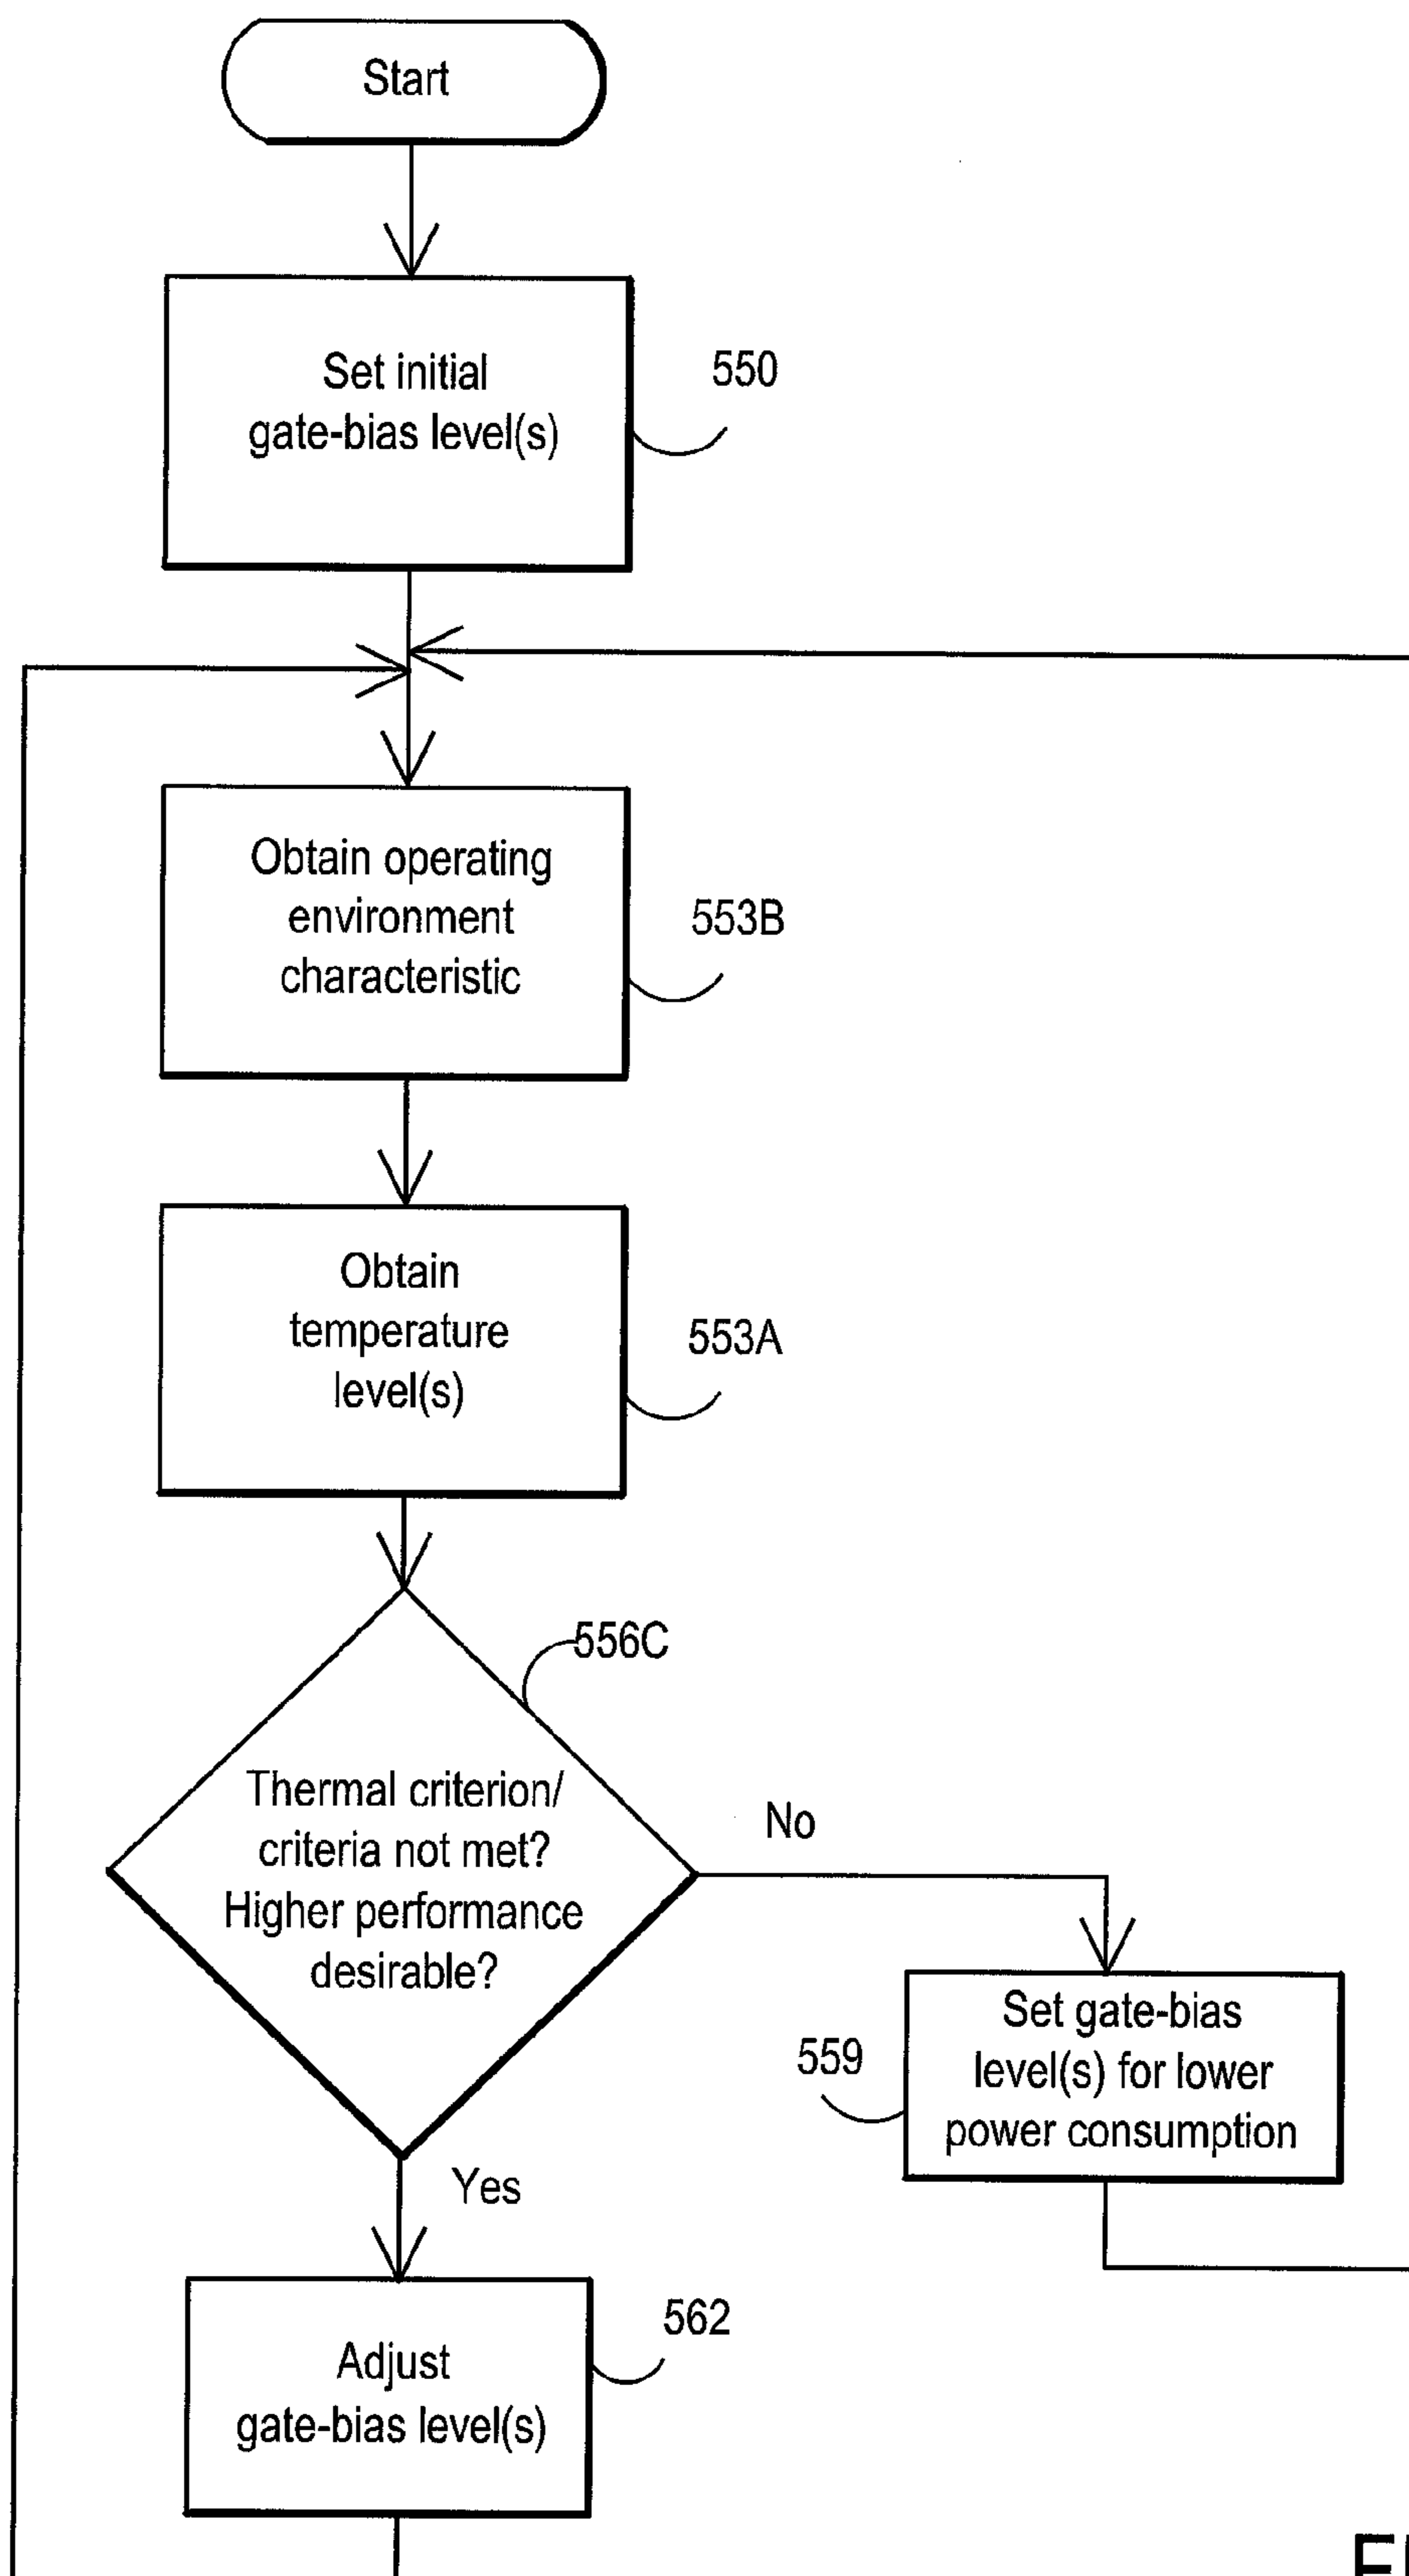 Start
Set initial
gate-bias level(s)
550
Obtain operating
environment
characteristic
553B
Obtain
temperature
level(s)
553A
556C
Thermal criterion/
criteria not met?
Higher performance
desirable?
No
Set gate-bias
level(s) for lower
power consumption
559
Yes
562
Adjust
gate-bias level(s)